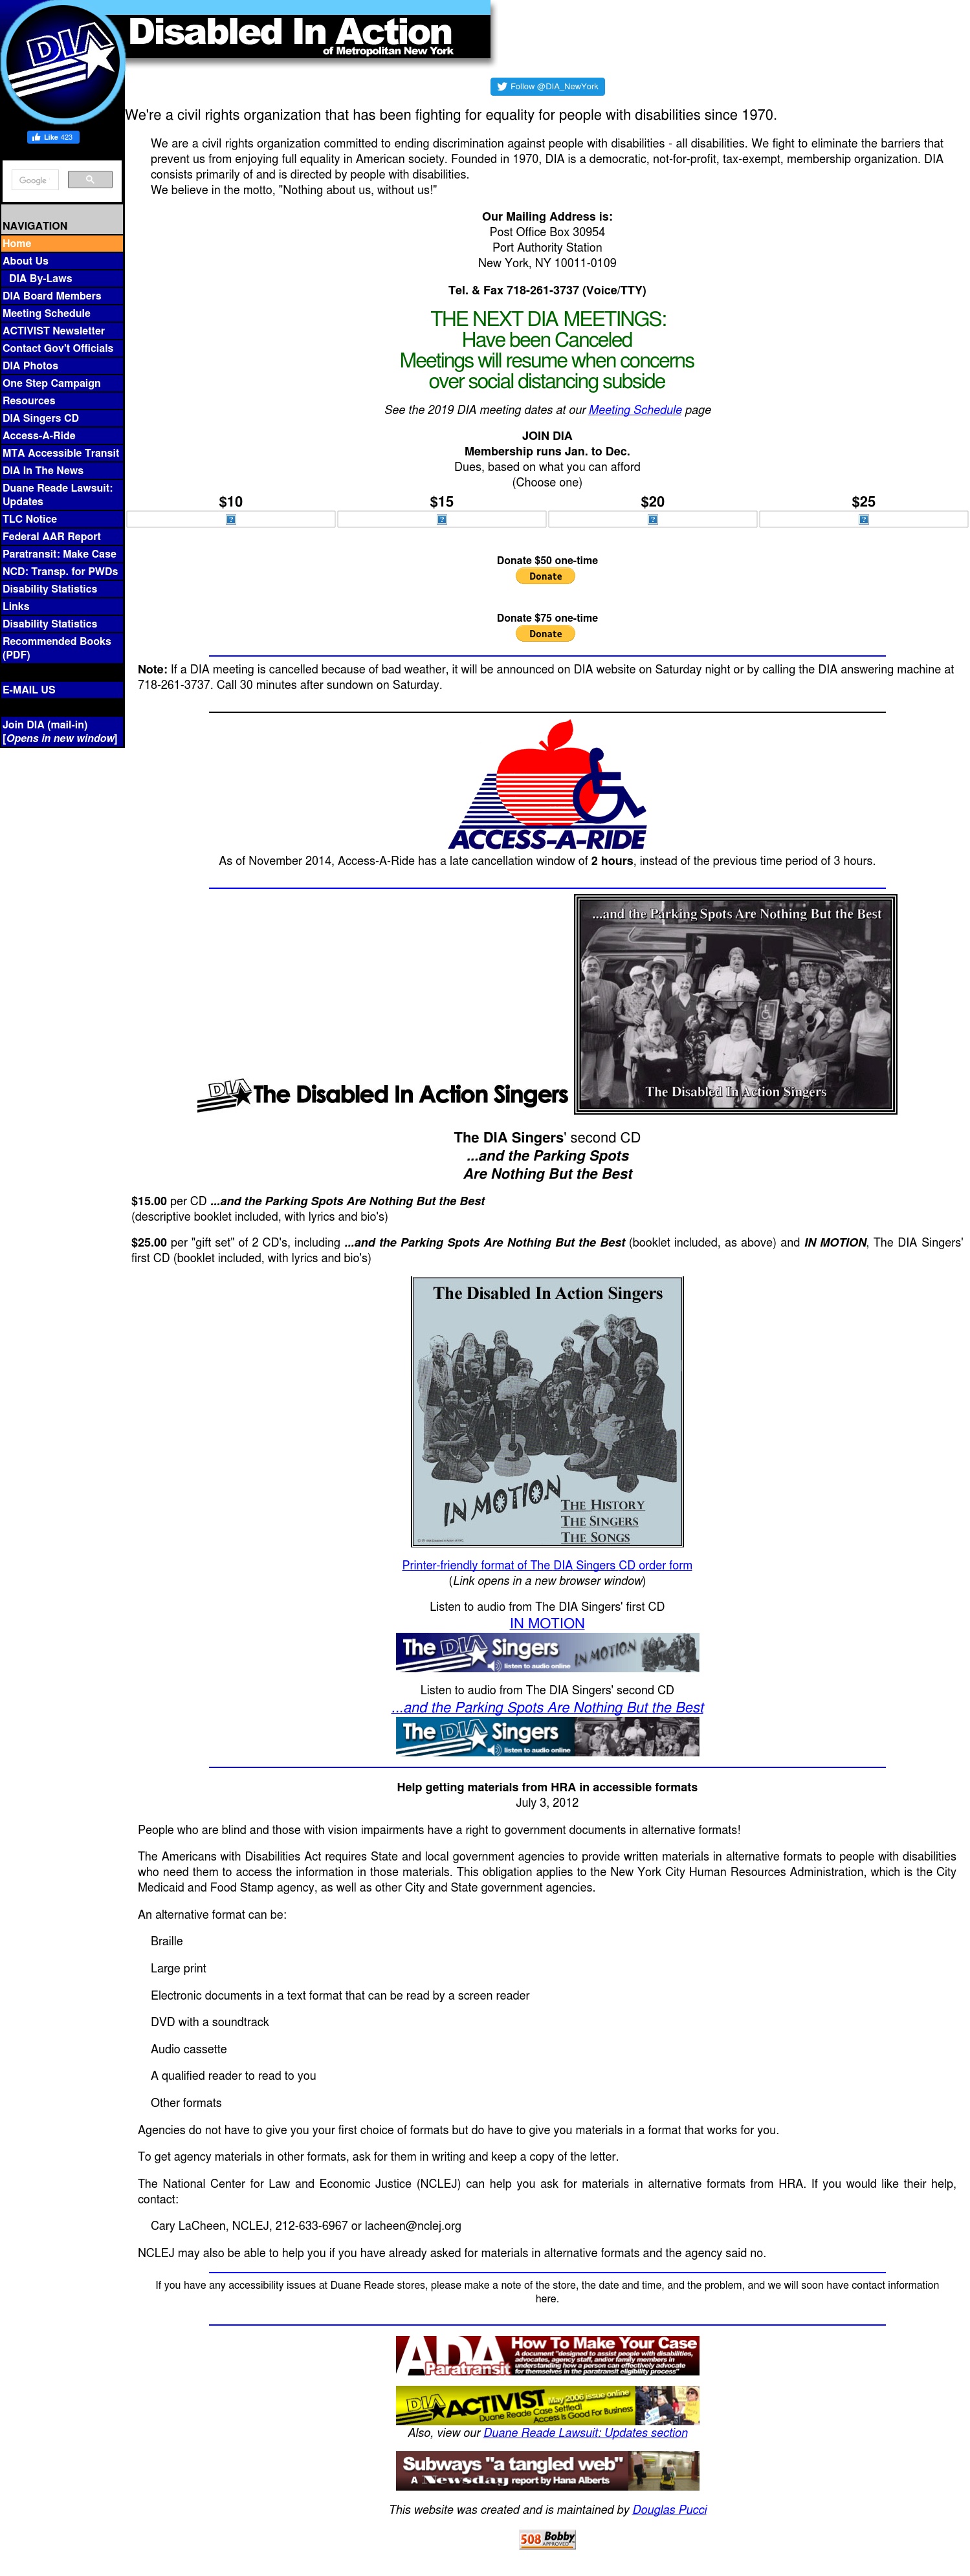 DIA
Disabled In Action
of Metropolitan New York
Follow @DIA_NewYork
Like 423
Google
NAVIGATION
Home
About Us
DIA By-Laws
DIA Board Members
Meeting Schedule
ACTIVIST Newsletter
Contact Gov't Officials
DIA Photos
One Step Campaign
Resources
DIA Singers CD
Access-A-Ride
MTA Accessible Transit
DIA In The News
Duane Reade Lawsuit:
Updates
TLC Notice
Federal AAR Report
Paratransit: Make Case
NCD: Transp. for PWDs
Disability Statistics
Links
Disability Statistics
Recommended Books
(PDF)
E-MAIL US
Join DIA (mail-in)
[Opens in new window]
We're a civil rights organization that has been fighting for equality for people with disabilities since 1970.
We are a civil rights organization committed to ending discrimination against people with disabilities - all disabilities. We fight to eliminate the barriers that
prevent us from enjoying full equality in American society. Founded in 1970, DIA is a democratic, not-for-profit, tax-exempt, membership organization. DIA
consists primarily of and is directed by people with disabilities.
We believe in the motto, "Nothing about us, without us!"
Our Mailing Address is:
Post Office Box 30954
Port Authority Station
New York, NY 10011-0109
Tel. & Fax 718-261-3737 (Voice/TTY)
THE NEXT DIA MEETINGS:
Have been Canceled
Meetings will resume when concerns
over social distancing subside
See the 2019 DIA meeting dates at our Meeting Schedule page
JOIN DIA
Membership runs Jan. to Dec.
Dues, based on what you can afford
(Choose one)
$10 $15 $20 $25
Donate $50 one-time
Donate
Donate $75 one-time
Donate
Note: If a DIA meeting is cancelled because of bad weather, it will be announced on DIA website on Saturday night or by calling the DIA answering machine at
718-261-3737. Call 30 minutes after sundown on Saturday.
ACCESS-A-RIDE
As of November 2014, Access-A-Ride has a late cancellation window of 2 hours, instead of the previous time period of 3 hours.
...and the Parking Spots Are Nothing But the Best
The Disabled In Action Singers
DIA The Disabled In Action Singers
The DIA Singers' second CD
...and the Parking Spots
Are Nothing But the Best
$15.00 per CD ...and the Parking Spots Are Nothing But the Best
(descriptive booklet included, with lyrics and bio's)
$25.00 per "gift set" of 2 CD's, including ...and the Parking Spots Are Nothing But the Best (booklet included, as above) and IN MOTION, The DIA Singers'
first CD (booklet included, with lyrics and bio's)
The Disabled In Action Singers
IN MOTION
THE HISTORY
THE SINGERS
THE SONGS
Printer-friendly format of The DIA Singers CD order form
(Link opens in a new browser window)
Listen to audio from The DIA Singers' first CD
IN MOTION
The DIA Singers
listen to audio online
IN MOTION
Listen to audio from The DIA Singers' second CD
...and the Parking Spots Are Nothing But the Best
The DIA Singers
listen to audio online
Help getting materials from HRA in accessible formats
July 3, 2012
People who are blind and those with vision impairments have a right to government documents in alternative formats!
The Americans with Disabilities Act requires State and local government agencies to provide written materials in alternative formats to people with disabilities
who need them to access the information in those materials. This obligation applies to the New York City Human Resources Administration, which is the City
Medicaid and Food Stamp agency, as well as other City and State government agencies.
An alternative format can be:
Braille
Large print
Electronic documents in a text format that can be read by a screen reader
DVD with a soundtrack
Audio cassette
A qualified reader to read to you
Other formats
Agencies do not have to give you your first choice of formats but do have to give you materials in a format that works for you.
To get agency materials in other formats, ask for them in writing and keep a copy of the letter.
The National Center for Law and Economic Justice (NCLEJ) can help you ask for materials in alternative formats from HRA. If you would like their help,
contact:
Cary LaCheen, NCLEJ, 212-633-6967 or lacheen@nclej.org
NCLEJ may also be able to help you if you have already asked for materials in alternative formats and the agency said no.
If you have any accessibility issues at Duane Reade stores, please make a note of the store, the date and time, and the problem, and we will soon have contact information
here.
ADA
Paratransit
How To Make Your Case
A document "designed to assist people with disabilities,
advocates, agency staff, and/or family members in
understanding how a person can effectively advocate
for themselves in the paratransit eligibility process"
DIA ACTIVIST May 2006 issue online
Duane Reade Case Settled!
Access Is Good For Business
Also, view our Duane Reade Lawsuit: Updates section
Subways "a tangled web"
A Newsday report by Hana Alberts
This website was created and is maintained by Douglas Pucci
508 Bobby
APPROVED